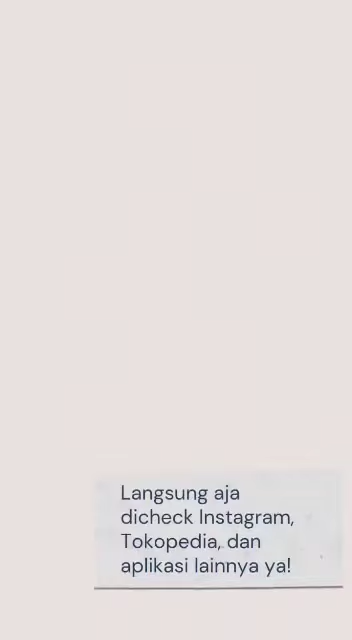 Langsung aja
dicheck Instagram,
Tokopedia, dan
aplikasi lainnya ya!